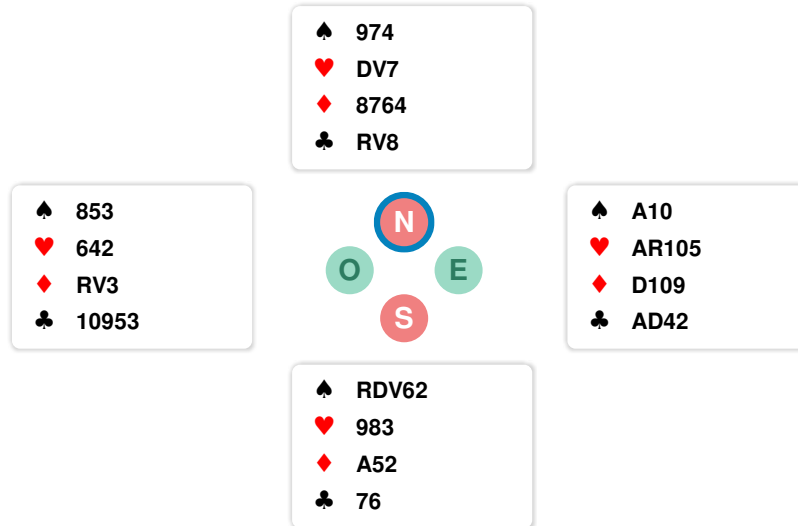 ♠ 974
♥ DV7
♦ 8764
♣ RV8
♠ 853
♥ 642
♦ RV3
♣ 10953
N
O E
S
♠ A10
♥ AR105
♦ D109
♣ AD42
♠ RDV62
♥ 983
♦ A52
♣ 76